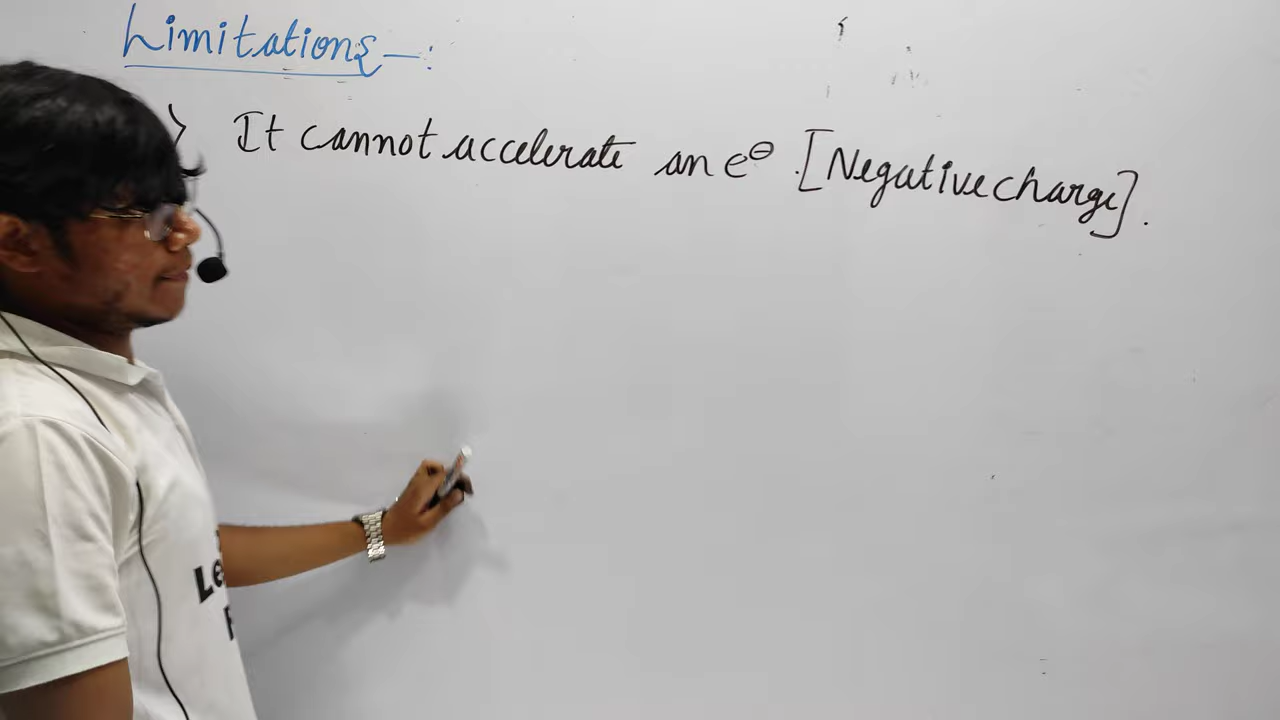 Limitations -:
> It cannot accelerate an e⊖ [Negative charge].